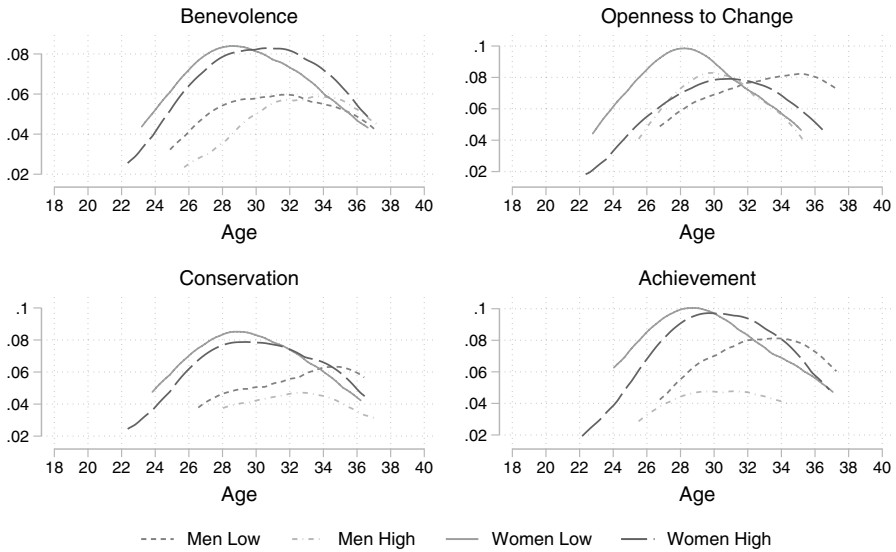 Benevolence
Openness to Change
.08
.06
.04
.02
18 20 22 24 26 28 30 32 34 36 38 40
Age
.1
.08
.06
.04
.02
18 20 22 24 26 28 30 32 34 36 38 40
Age
Conservation
Achievement
.1
.08
.06
.04
.02
18 20 22 24 26 28 30 32 34 36 38 40
Age
.1
.08
.06
.04
.02
18 20 22 24 26 28 30 32 34 36 38 40
Age
Men Low Men High Women Low Women High